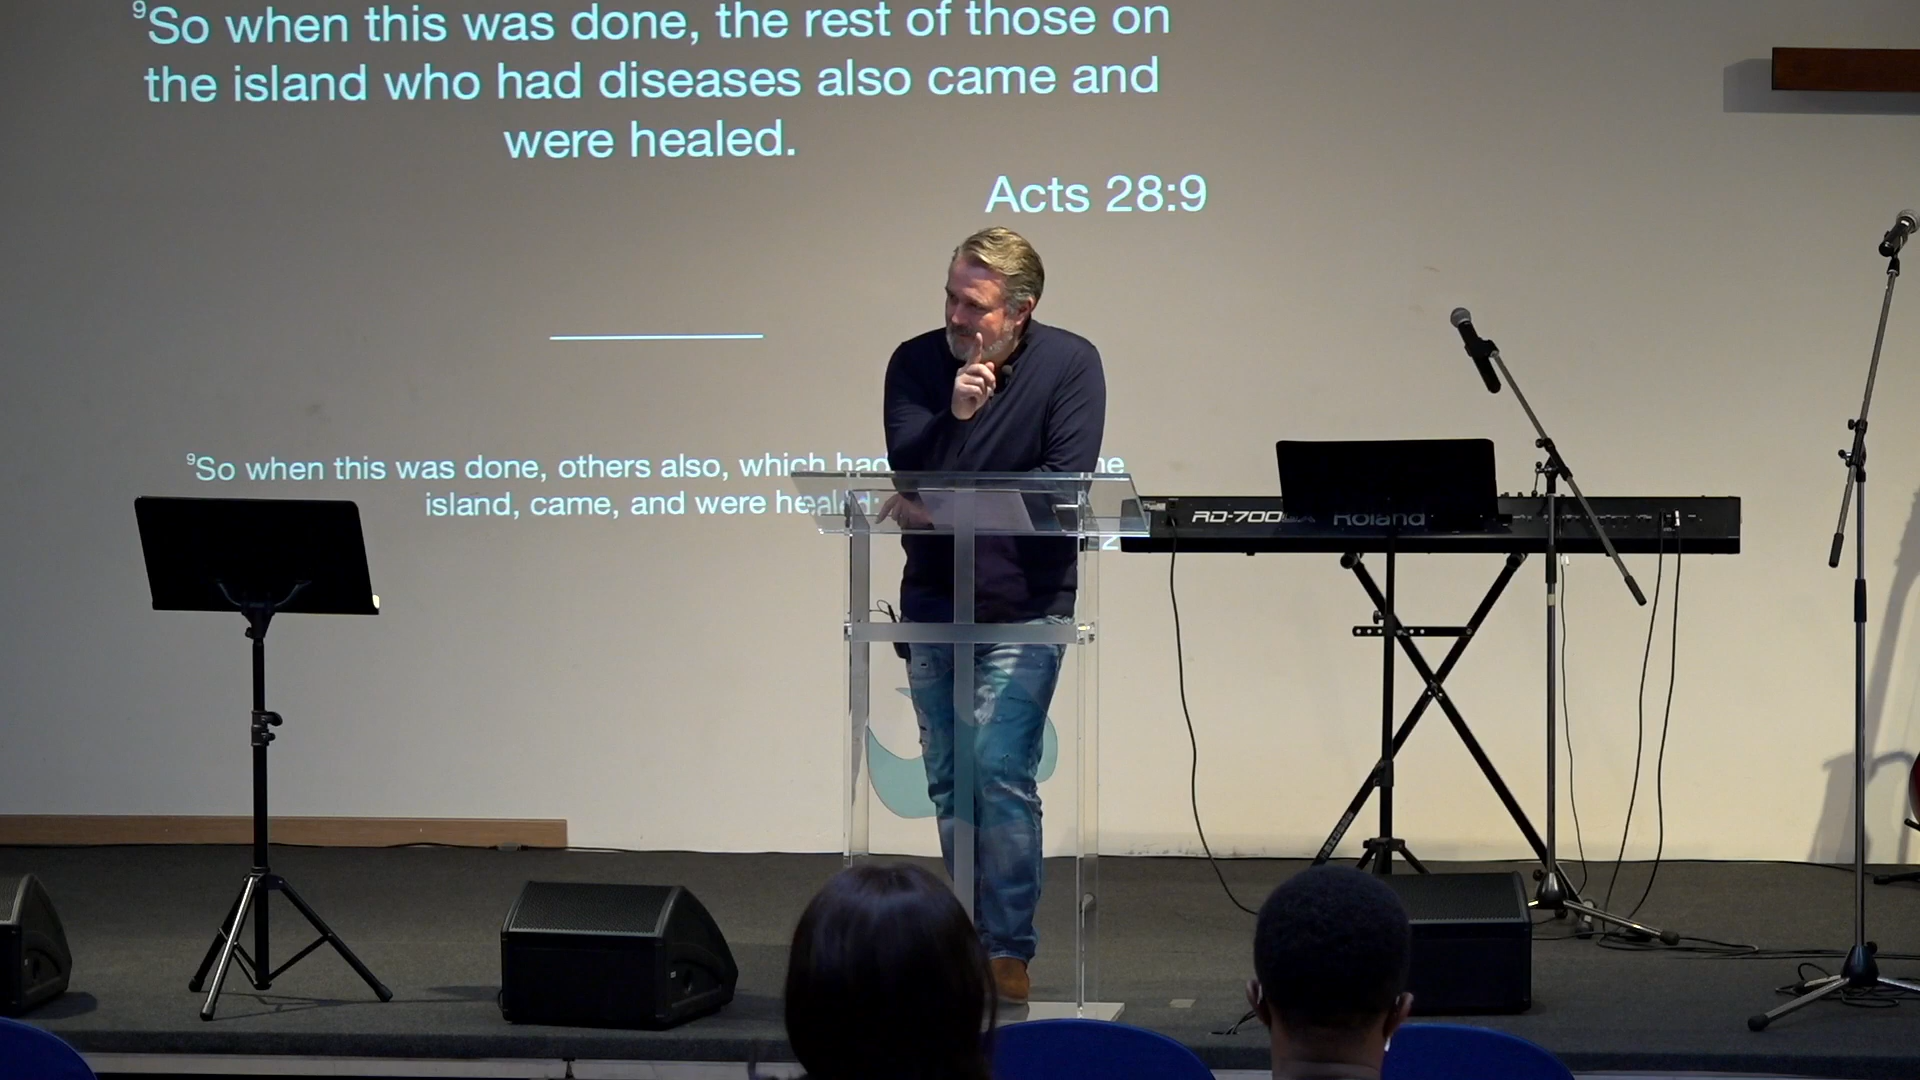 ⁹So when this was done, the rest of those on
the island who had diseases also came and
were healed.
Acts 28:9
⁹So when this was done, others also, which had
island, came, and were healed:
RD-700
Roland